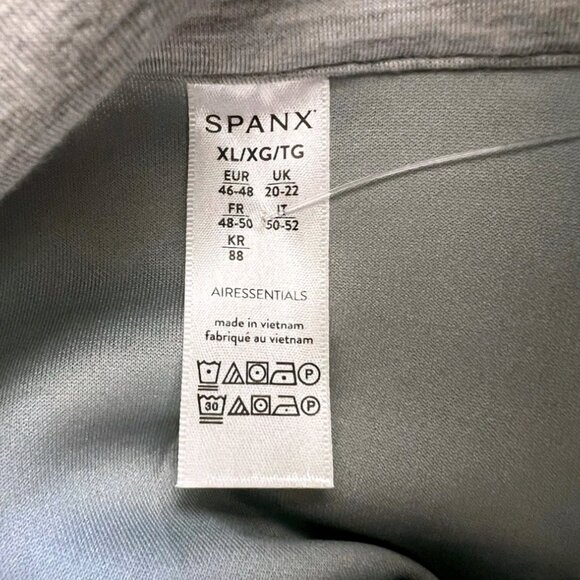 SPANX
XL/XG/TG
EUR UK
46-48 20-22
FR IT
48-50 50-52
KR
88
AIRESSENTIALS
made in vietnam
fabriqué au vietnam
P
30 P